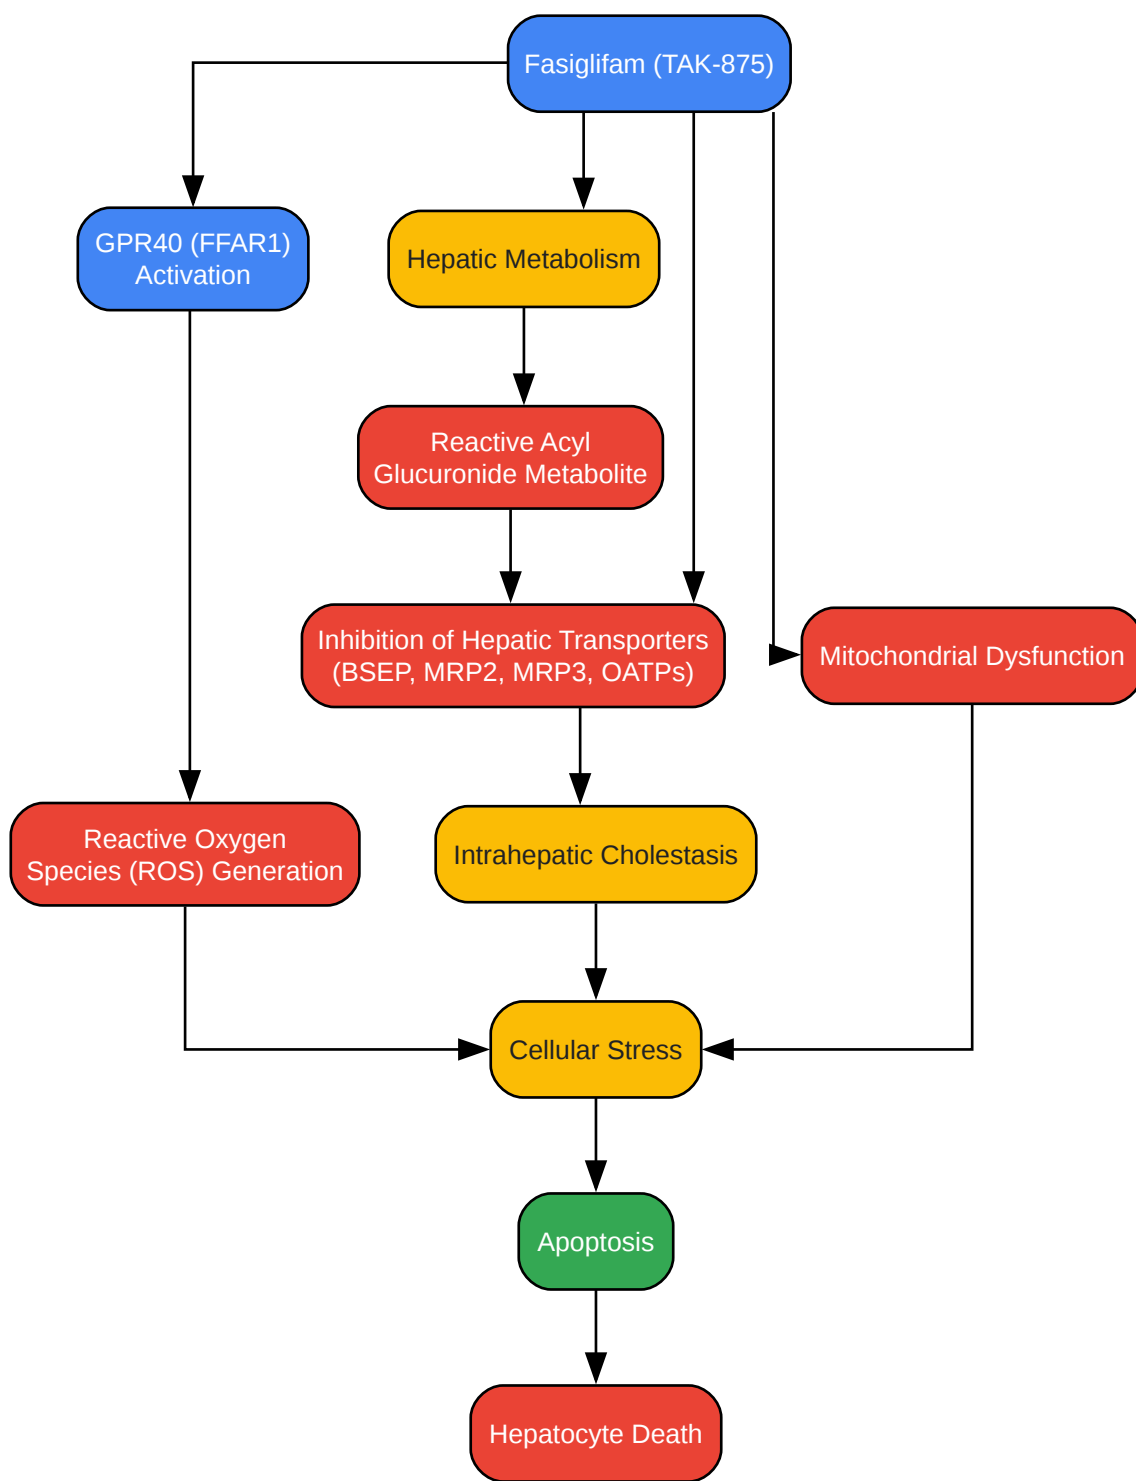 Fasiglifam (TAK-875)
GPR40 (FFAR1)
Activation
Hepatic Metabolism
Reactive Acyl
Glucuronide Metabolite
Inhibition of Hepatic Transporters
(BSEP, MRP2, MRP3, OATPs)
Mitochondrial Dysfunction
Reactive Oxygen
Species (ROS) Generation
Intrahepatic Cholestasis
Cellular Stress
Apoptosis
Hepatocyte Death